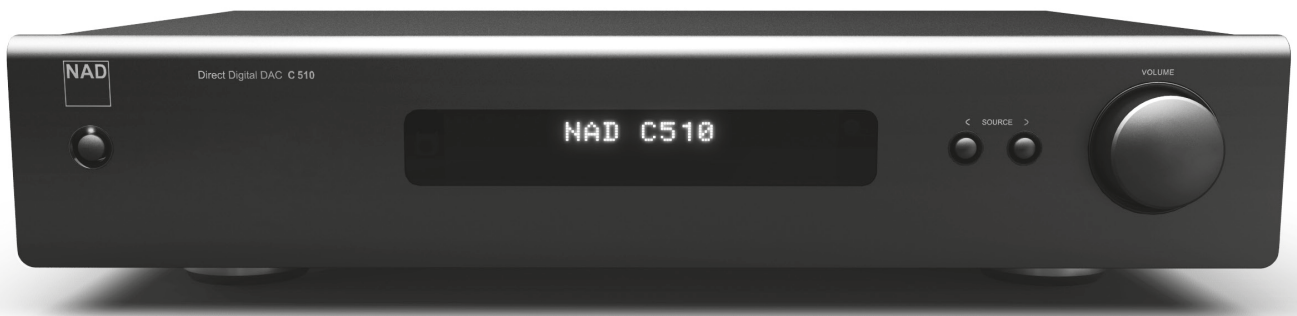 NAD
Direct Digital DAC C 510
NAD C510
< SOURCE >
VOLUME